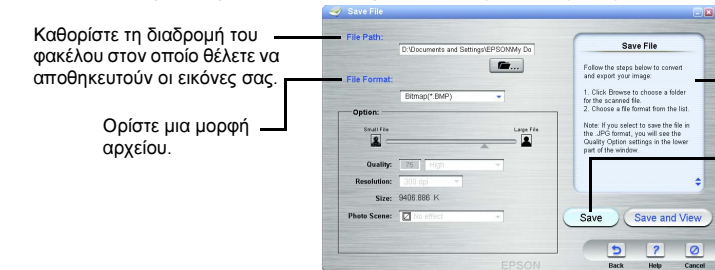 Καθορίστε τη διαδρομή του
φακέλου στον οποίο θέλετε να
αποθηκευτούν οι εικόνες σας.
Ορίστε μια μορφή
αρχείου.
Save File
File Path:
D:\Documents and Settings\EPSON\My Do
File Format:
Bitmap(*.BMP)
Option:
Small File
Large File
Quality: 75 High
Resolution: 300 dpi
Size: 9406.886 K
Photo Scene: No effect
EPSON
Save File
Follow the steps below to convert
and export your image:
1. Click Browse to choose a folder
for the scanned file.
2. Choose a file format from the list.
Note: If you select to save the file in
the .JPG format, you will see the
Quality Option settings in the lower
part of the window.
Save
Save and View
Back
Help
Cancel